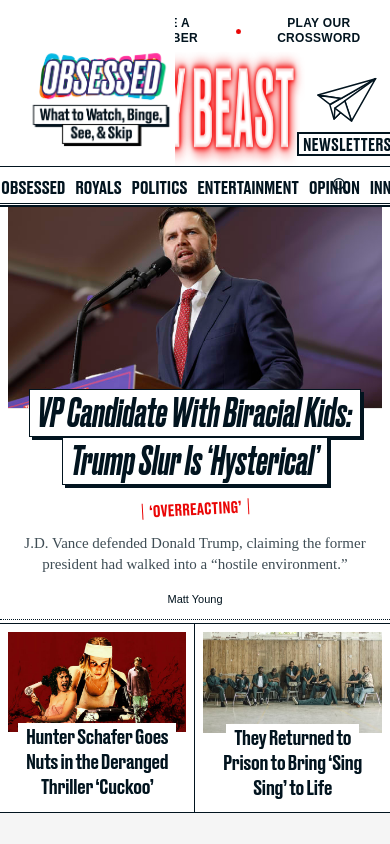 E A
BER
PLAY OUR
CROSSWORD
OBSESSED
What to Watch, Binge,
See, & Skip
Y BEAST
NEWSLETTERS
OBSESSED ROYALS POLITICS ENTERTAINMENT OPINION INN
VP Candidate With Biracial Kids:
Trump Slur Is ‘Hysterical’
‘OVERREACTING’
J.D. Vance defended Donald Trump, claiming the former
president had walked into a “hostile environment.”
Matt Young
Hunter Schafer Goes
Nuts in the Deranged
Thriller ‘Cuckoo’
They Returned to
Prison to Bring ‘Sing
Sing’ to Life